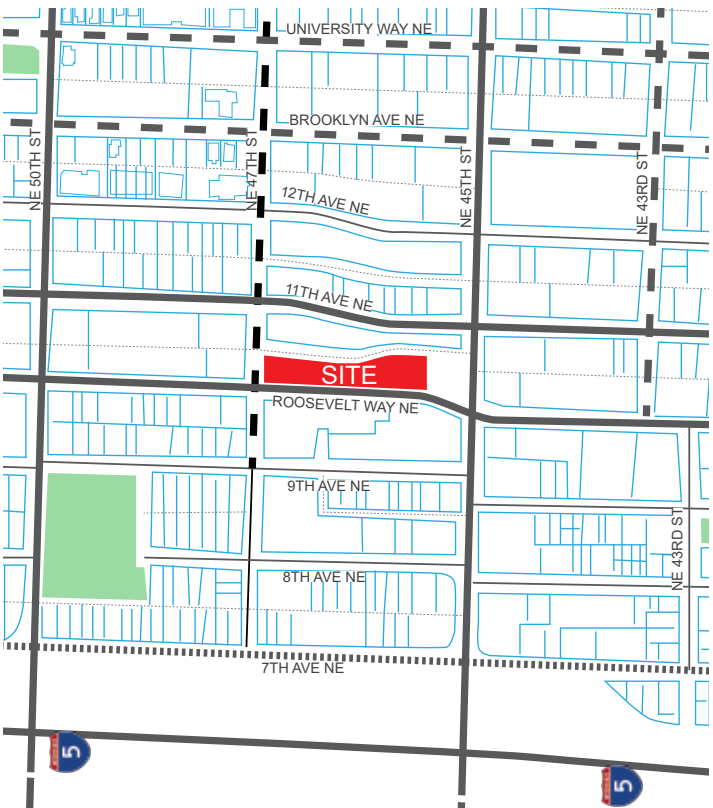 UNIVERSITY WAY NE
BROOKLYN AVE NE
NE 50TH ST
NE 47TH ST
NE 45TH ST
NE 43RD ST
12TH AVE NE
11TH AVE NE
SITE
ROOSEVELT WAY NE
9TH AVE NE
NE 43RD ST
8TH AVE NE
7TH AVE NE
5
5